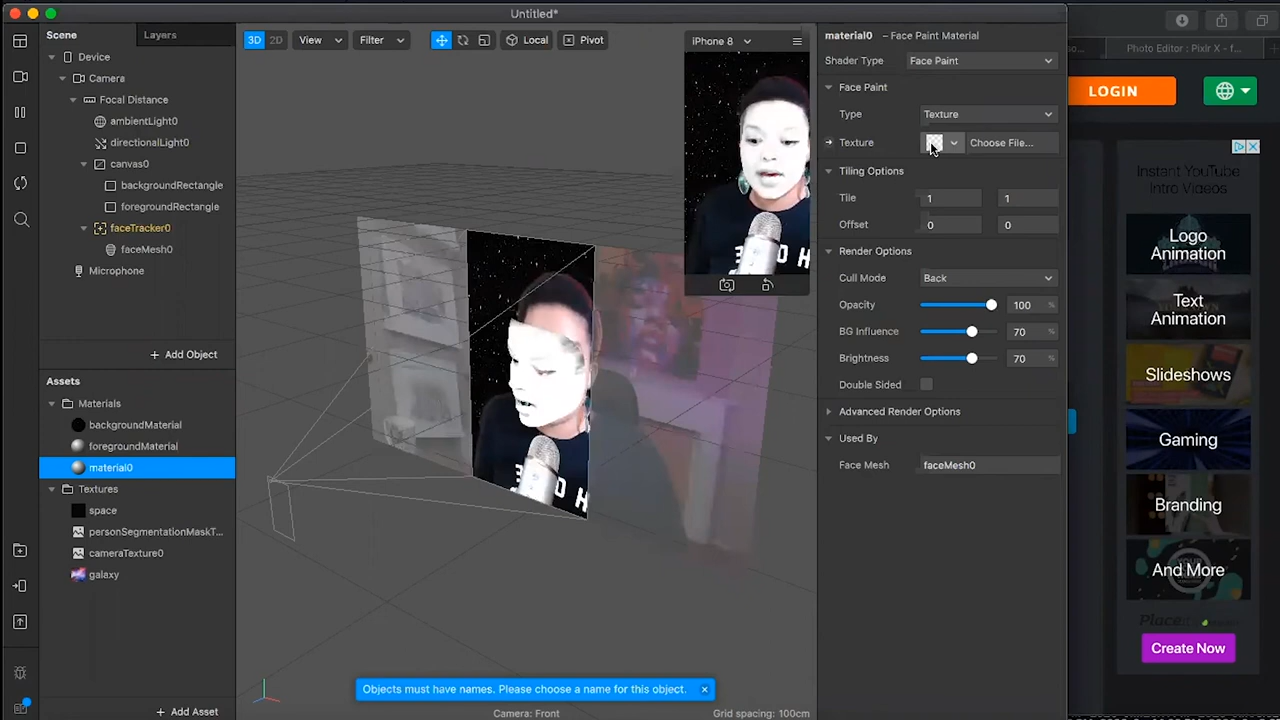 Untitled*
Scene
Layers
Device
Camera
Focal Distance
ambientLight0
directionalLight0
canvas0
backgroundRectangle
foregroundRectangle
faceTracker0
faceMesh0
Microphone
Add Object
Assets
Materials
backgroundMaterial
foregroundMaterial
material0
Textures
space
personSegmentationMaskT...
cameraTexture0
galaxy
Add Asset
3D 2D View Filter Local Pivot
iPhone 8
Objects must have names. Please choose a name for this object.
Camera: Front
Grid spacing: 100cm
material0 – Face Paint Material
Shader Type Face Paint
Face Paint
Type Texture
Texture Choose File...
Tiling Options
Tile 1 1
Offset 0 0
Render Options
Cull Mode Back
Opacity 100 %
BG Influence 70 %
Brightness 70 %
Double Sided
Advanced Render Options
Used By
Face Mesh faceMesh0
Photo Editor : Pixlr X - f...
LOGIN
Instant YouTube
Intro Videos
Logo
Animation
Text
Animation
Slideshows
Gaming
Branding
And More
Place
Create Now